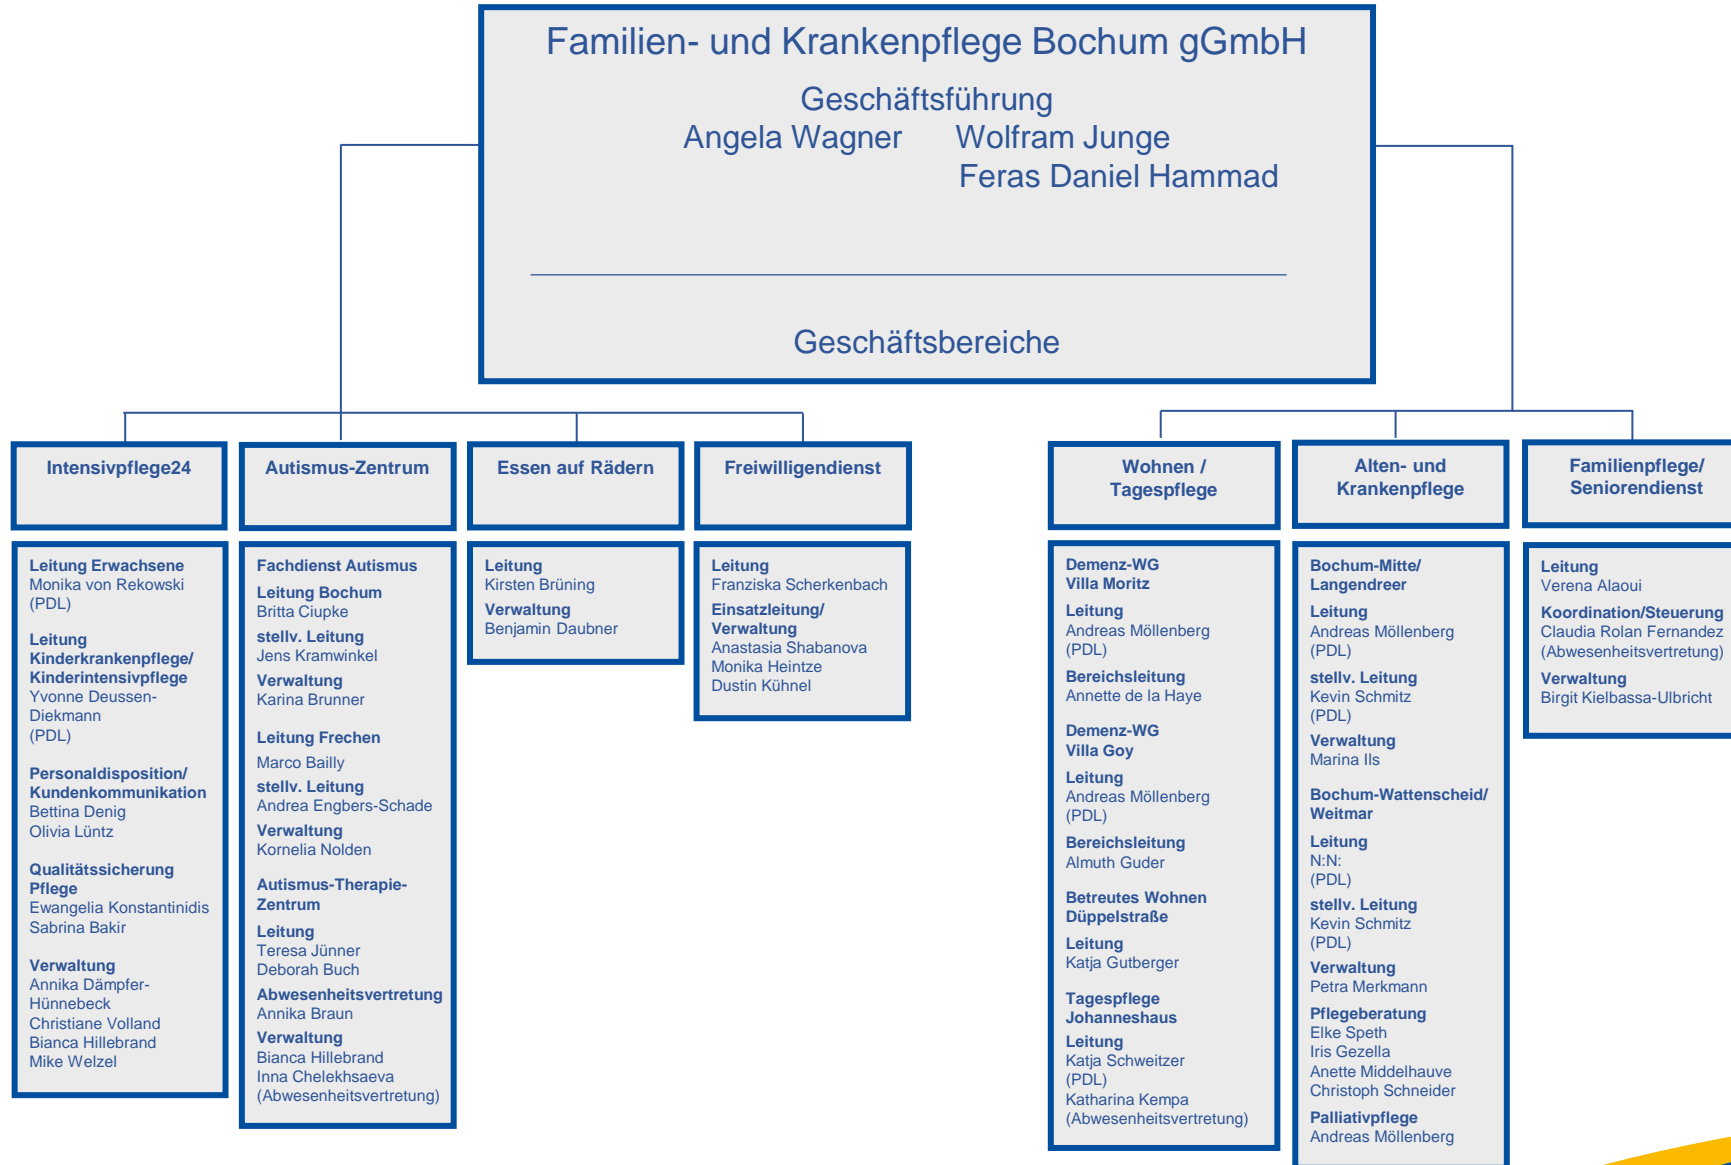 Familien- und Krankenpflege Bochum gGmbH
Geschäftsführung
Angela Wagner Wolfram Junge
Feras Daniel Hammad
Geschäftsbereiche
Intensivpflege24
Leitung Erwachsene
Monika von Rekowski
(PDL)
Leitung
Kinderkrankenpflege/
Kinderintensivpflege
Yvonne Deussen-
Diekmann
(PDL)
Personaldisposition/
Kundenkommunikation
Bettina Denig
Olivia Lüntz
Qualitätssicherung
Pflege
Ewangelia Konstantinidis
Sabrina Bakir
Verwaltung
Annika Dämpfer-
Hünnebeck
Christiane Volland
Bianca Hillebrand
Mike Welzel
Autismus-Zentrum
Fachdienst Autismus
Leitung Bochum
Britta Ciupke
stellv. Leitung
Jens Kramwinkel
Verwaltung
Karina Brunner
Leitung Frechen
Marco Bailly
stellv. Leitung
Andrea Engbers-Schade
Verwaltung
Kornelia Nolden
Autismus-Therapie-
Zentrum
Leitung
Teresa Jünner
Deborah Buch
Abwesenheitsvertretung
Annika Braun
Verwaltung
Bianca Hillebrand
Inna Chelekhsaeva
(Abwesenheitsvertretung)
Essen auf Rädern
Leitung
Kirsten Brüning
Verwaltung
Benjamin Daubner
Freiwilligendienst
Leitung
Franziska Scherkenbach
Einsatzleitung/
Verwaltung
Anastasia Shabanova
Monika Heintze
Dustin Kühnel
Wohnen /
Tagespflege
Demenz-WG
Villa Moritz
Leitung
Andreas Möllenberg
(PDL)
Bereichsleitung
Annette de la Haye
Demenz-WG
Villa Goy
Leitung
Andreas Möllenberg
(PDL)
Bereichsleitung
Almuth Guder
Betreutes Wohnen
Düppelstraße
Leitung
Katja Gutberger
Tagespflege
Johanneshaus
Leitung
Katja Schweitzer
(PDL)
Katharina Kempa
(Abwesenheitsvertretung)
Alten- und
Krankenpflege
Bochum-Mitte/
Langendreer
Leitung
Andreas Möllenberg
(PDL)
stellv. Leitung
Kevin Schmitz
(PDL)
Verwaltung
Marina Ils
Bochum-Wattenscheid/
Weitmar
Leitung
N:N:
(PDL)
stellv. Leitung
Kevin Schmitz
(PDL)
Verwaltung
Petra Merkmann
Pflegeberatung
Elke Speth
Iris Gezella
Anette Middelhauve
Christoph Schneider
Palliativpflege
Andreas Möllenberg
Familienpflege/
Seniorendienst
Leitung
Verena Alaoui
Koordination/Steuerung
Claudia Rolan Fernandez
(Abwesenheitsvertretung)
Verwaltung
Birgit Kielbassa-Ulbricht